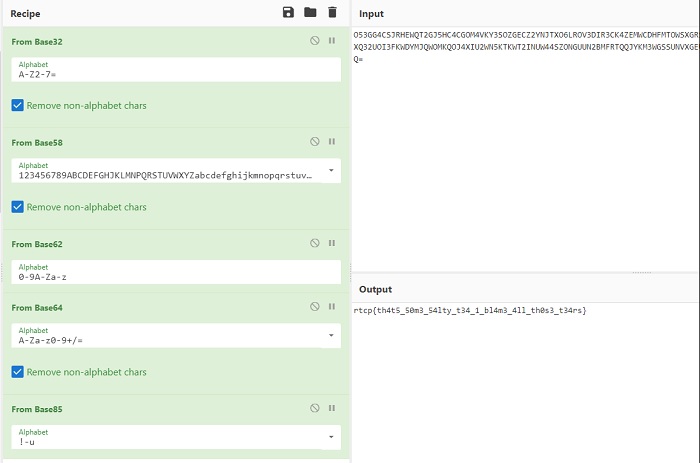 Recipe
From Base32
Alphabet
A-Z2-7=
Remove non-alphabet chars
From Base58
Alphabet
123456789ABCDEFGHJKLMNPQRSTUVWXYZabcdefghijkmnopqrstuv…
Remove non-alphabet chars
From Base62
Alphabet
0-9A-Za-z
From Base64
Alphabet
A-Za-z0-9+/=
Remove non-alphabet chars
From Base85
Alphabet
!-u
Input
O53GG4CSJRHEWQT2GJ5HC4CGOM4VKY3SOZGECZ2YNJTXO6LROV3DIR3CK4ZEMWCDHFMTOWSXGR
XQ32UOI3FKWDYMJQWOMKQOJ4XIU2WN5KTKWT2INUW44SZONGUUN2BMFRTQQJYKM3WG5SUNVXGE
Q=
Output
rtcp{th4t5_50m3_54lty_t34_1_bl4m3_4ll_th0s3_t34rs}